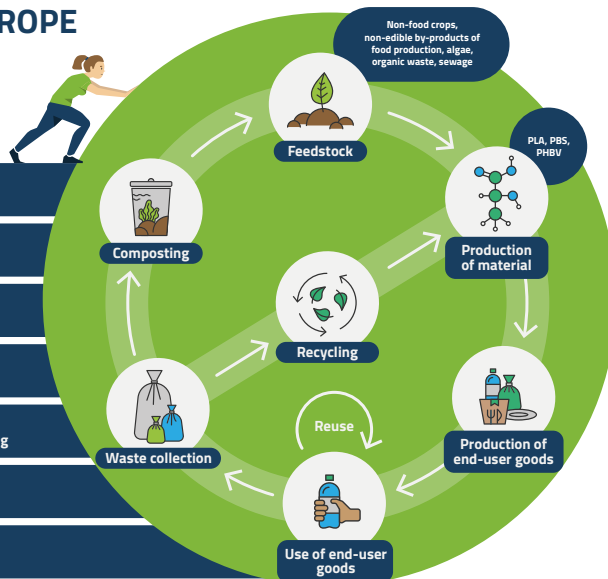 ROPE
Non-food crops,
non-edible by-products of
food production, algae,
organic waste, sewage
Feedstock
PLA, PBS,
PHBV
Composting
Production
of material
Recycling
Reuse
g
Waste collection
Production of
end-user goods
Use of end-user
goods